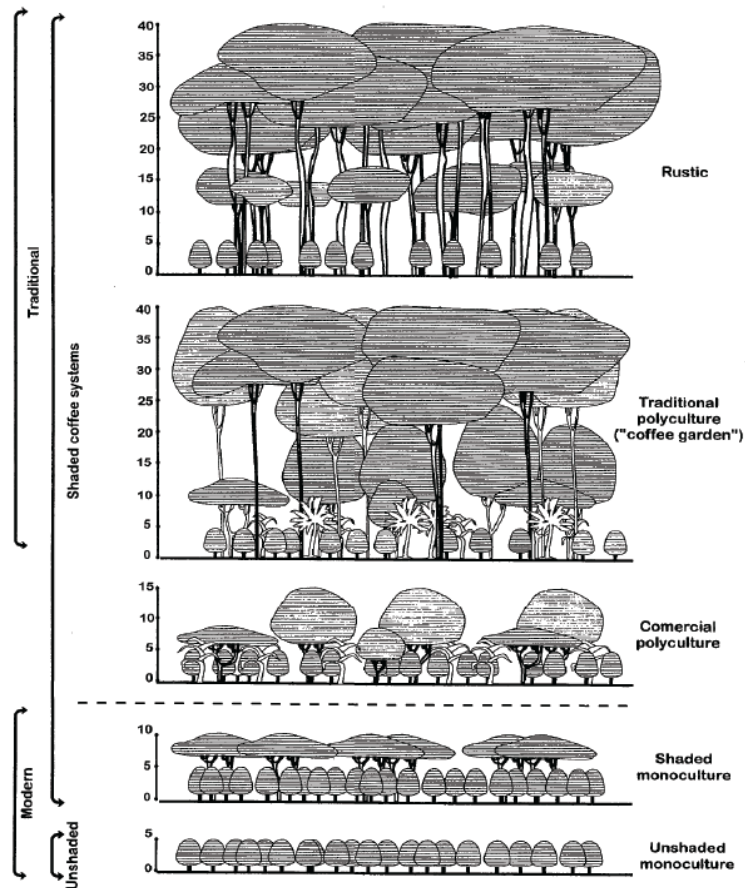 Traditional
Shaded coffee systems
Modern
Unshaded
40
35
30
25
20
15
10
5
0
Rustic
40
35
30
25
20
15
10
5
0
Traditional
polyculture
("coffee garden")
15
10
5
0
Comercial
polyculture
10
5
0
Shaded
monoculture
5
0
Unshaded
monoculture